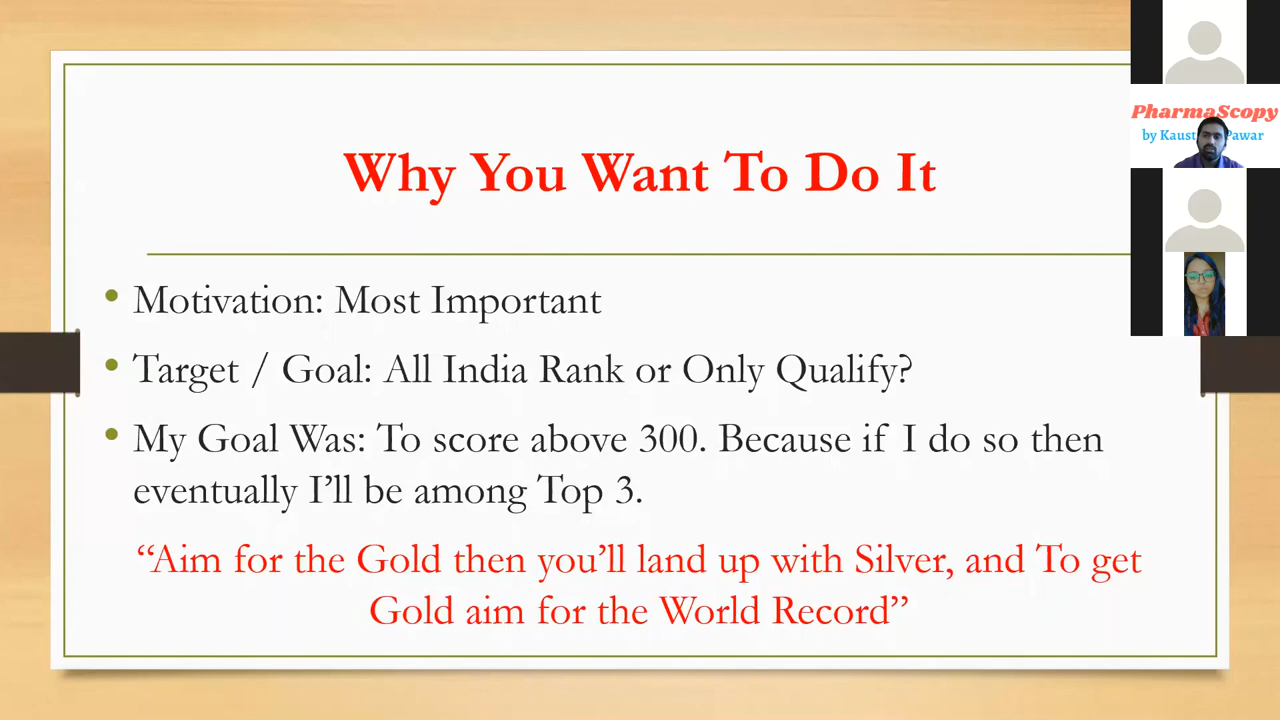 Why You Want To Do It
• Motivation: Most Important
• Target / Goal: All India Rank or Only Qualify?
• My Goal Was: To score above 300. Because if I do so then
eventually I'll be among Top 3.
“Aim for the Gold then you'll land up with Silver, and To get
Gold aim for the World Record”
PharmaScopy
by Pawar